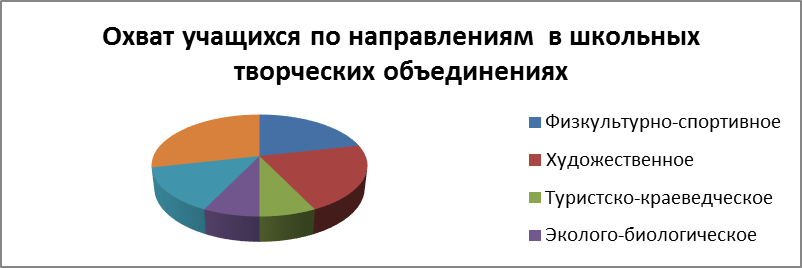 Охват учащихся по направлениям в школьных
творческих объединениях
Физкультурно-спортивное
Художественное
Туристско-краеведческое
Эколого-биологическое